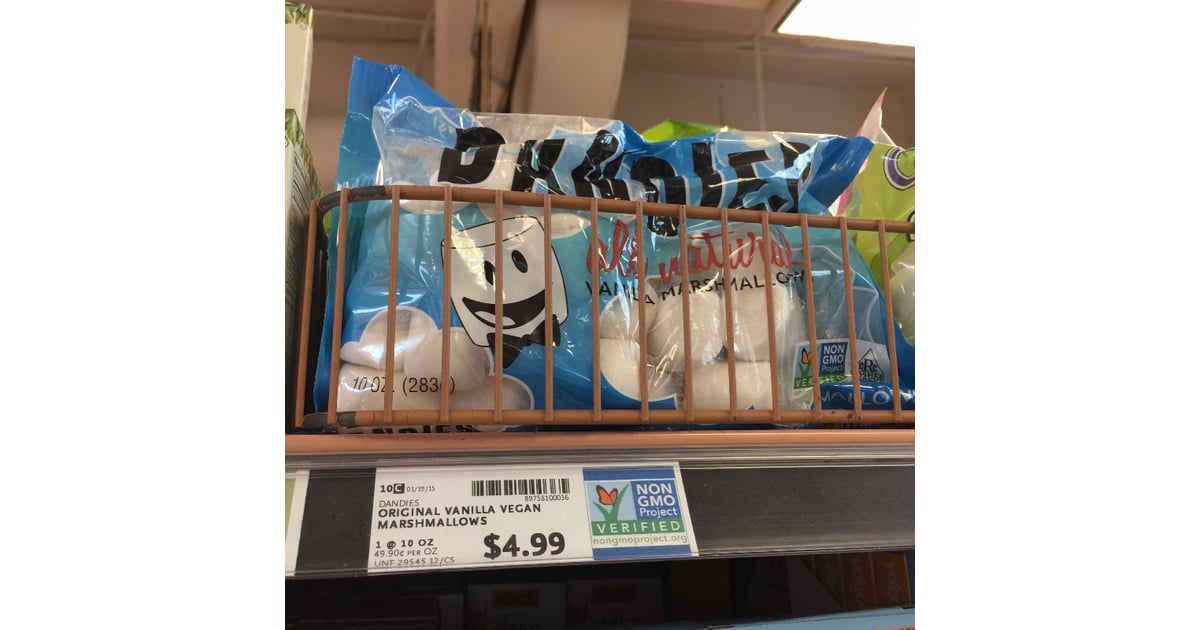 DANDIES
all natural
VANILLA MARSHMALLOWS
10 OZ. (283g)
NON
GMO
Project
VERIFIED
10C 01/19/15
89758100036
DANDIES
ORIGINAL VANILLA VEGAN
MARSHMALLOWS
1 @ 10 OZ
49.90¢ PER OZ
UNF 29545 12/CS
$4.99
NON
GMO
Project
VERIFIED
nongmoproject.org